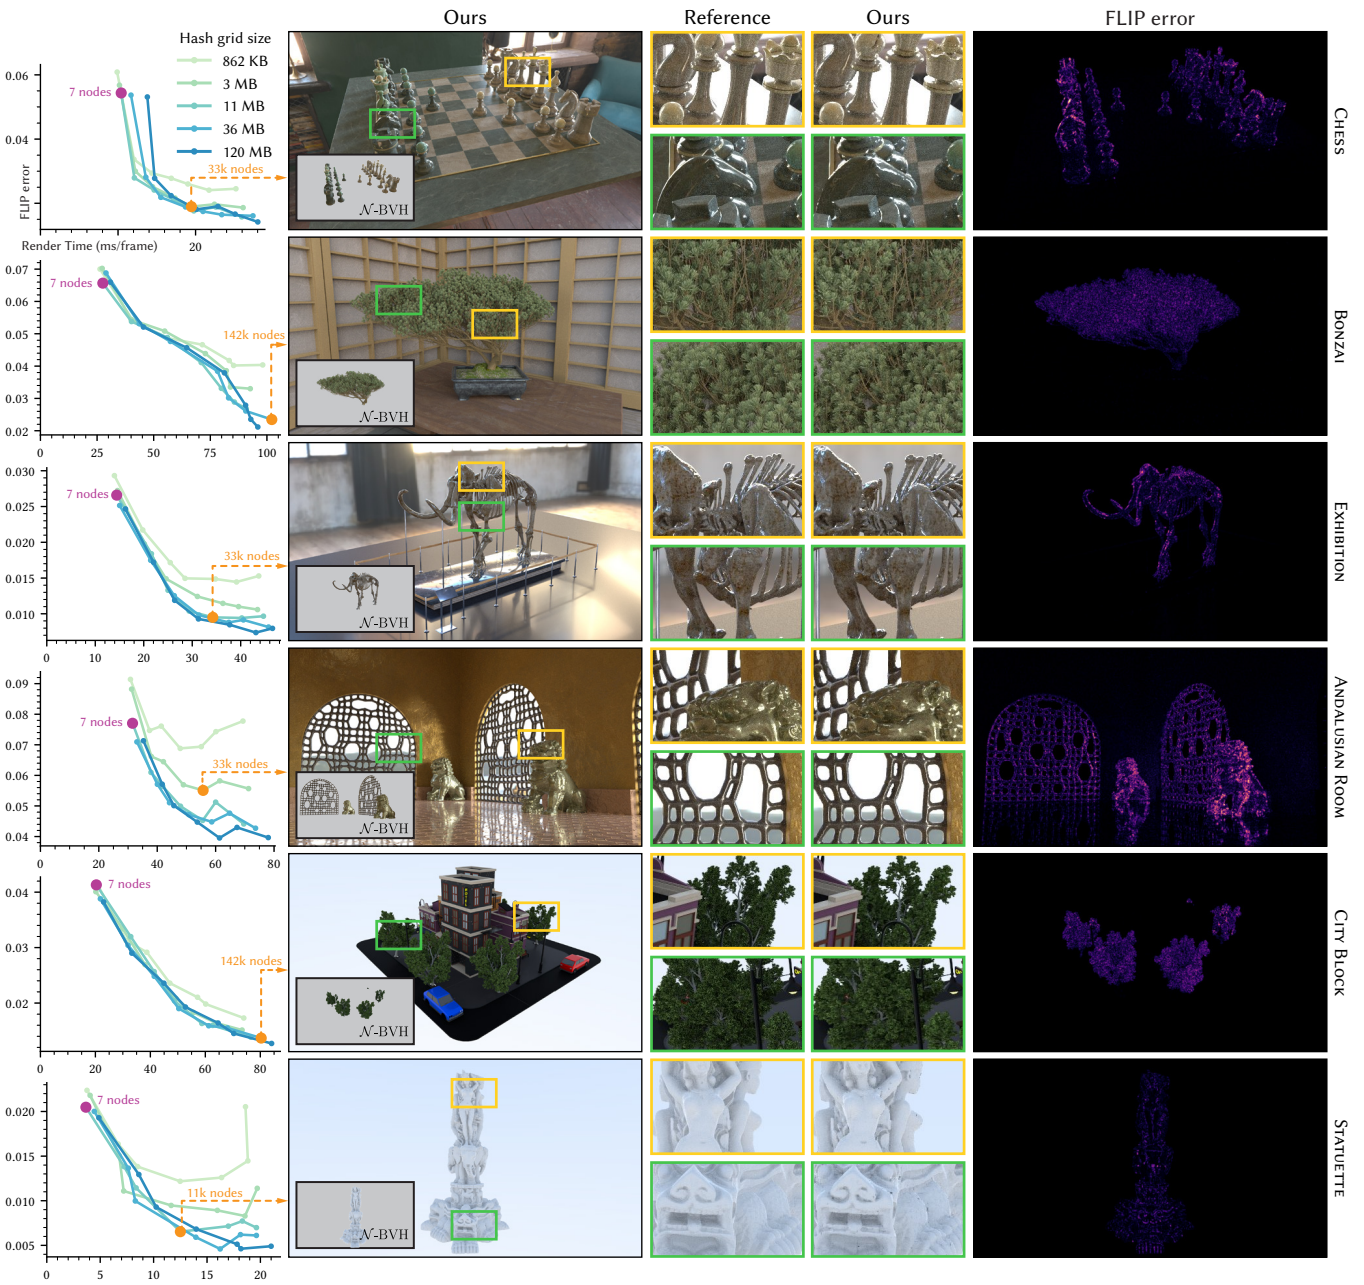 Ours
Reference
Ours
FLIP error
Hash grid size
862 KB
3 MB
11 MB
36 MB
120 MB
7 nodes
33k nodes
0.06
0.04
FLIP error
Render Time (ms/frame)
20
N-BVH
CHESS
0.07
0.06
0.05
0.04
0.03
0.02
7 nodes
142k nodes
0
25
50
75
100
N-BVH
BONZAI
0.030
0.025
0.020
0.015
0.010
7 nodes
33k nodes
0
10
20
30
40
N-BVH
EXHIBITION
0.09
0.08
0.07
0.06
0.05
0.04
7 nodes
33k nodes
0
20
40
60
80
N-BVH
ANDALUSIAN ROOM
0.04
0.03
0.02
7 nodes
142k nodes
0
20
40
60
80
N-BVH
CITY BLOCK
0.020
0.015
0.010
0.005
7 nodes
11k nodes
0
5
10
15
20
N-BVH
STATUETTE